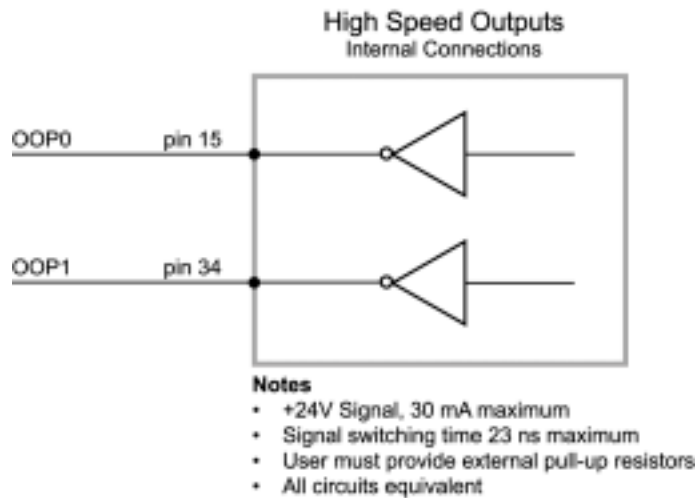 High Speed Outputs
Internal Connections
OOP0 pin 15
OOP1 pin 34
Notes
• +24V Signal, 30 mA maximum
• Signal switching time 23 ns maximum
• User must provide external pull-up resistors
• All circuits equivalent